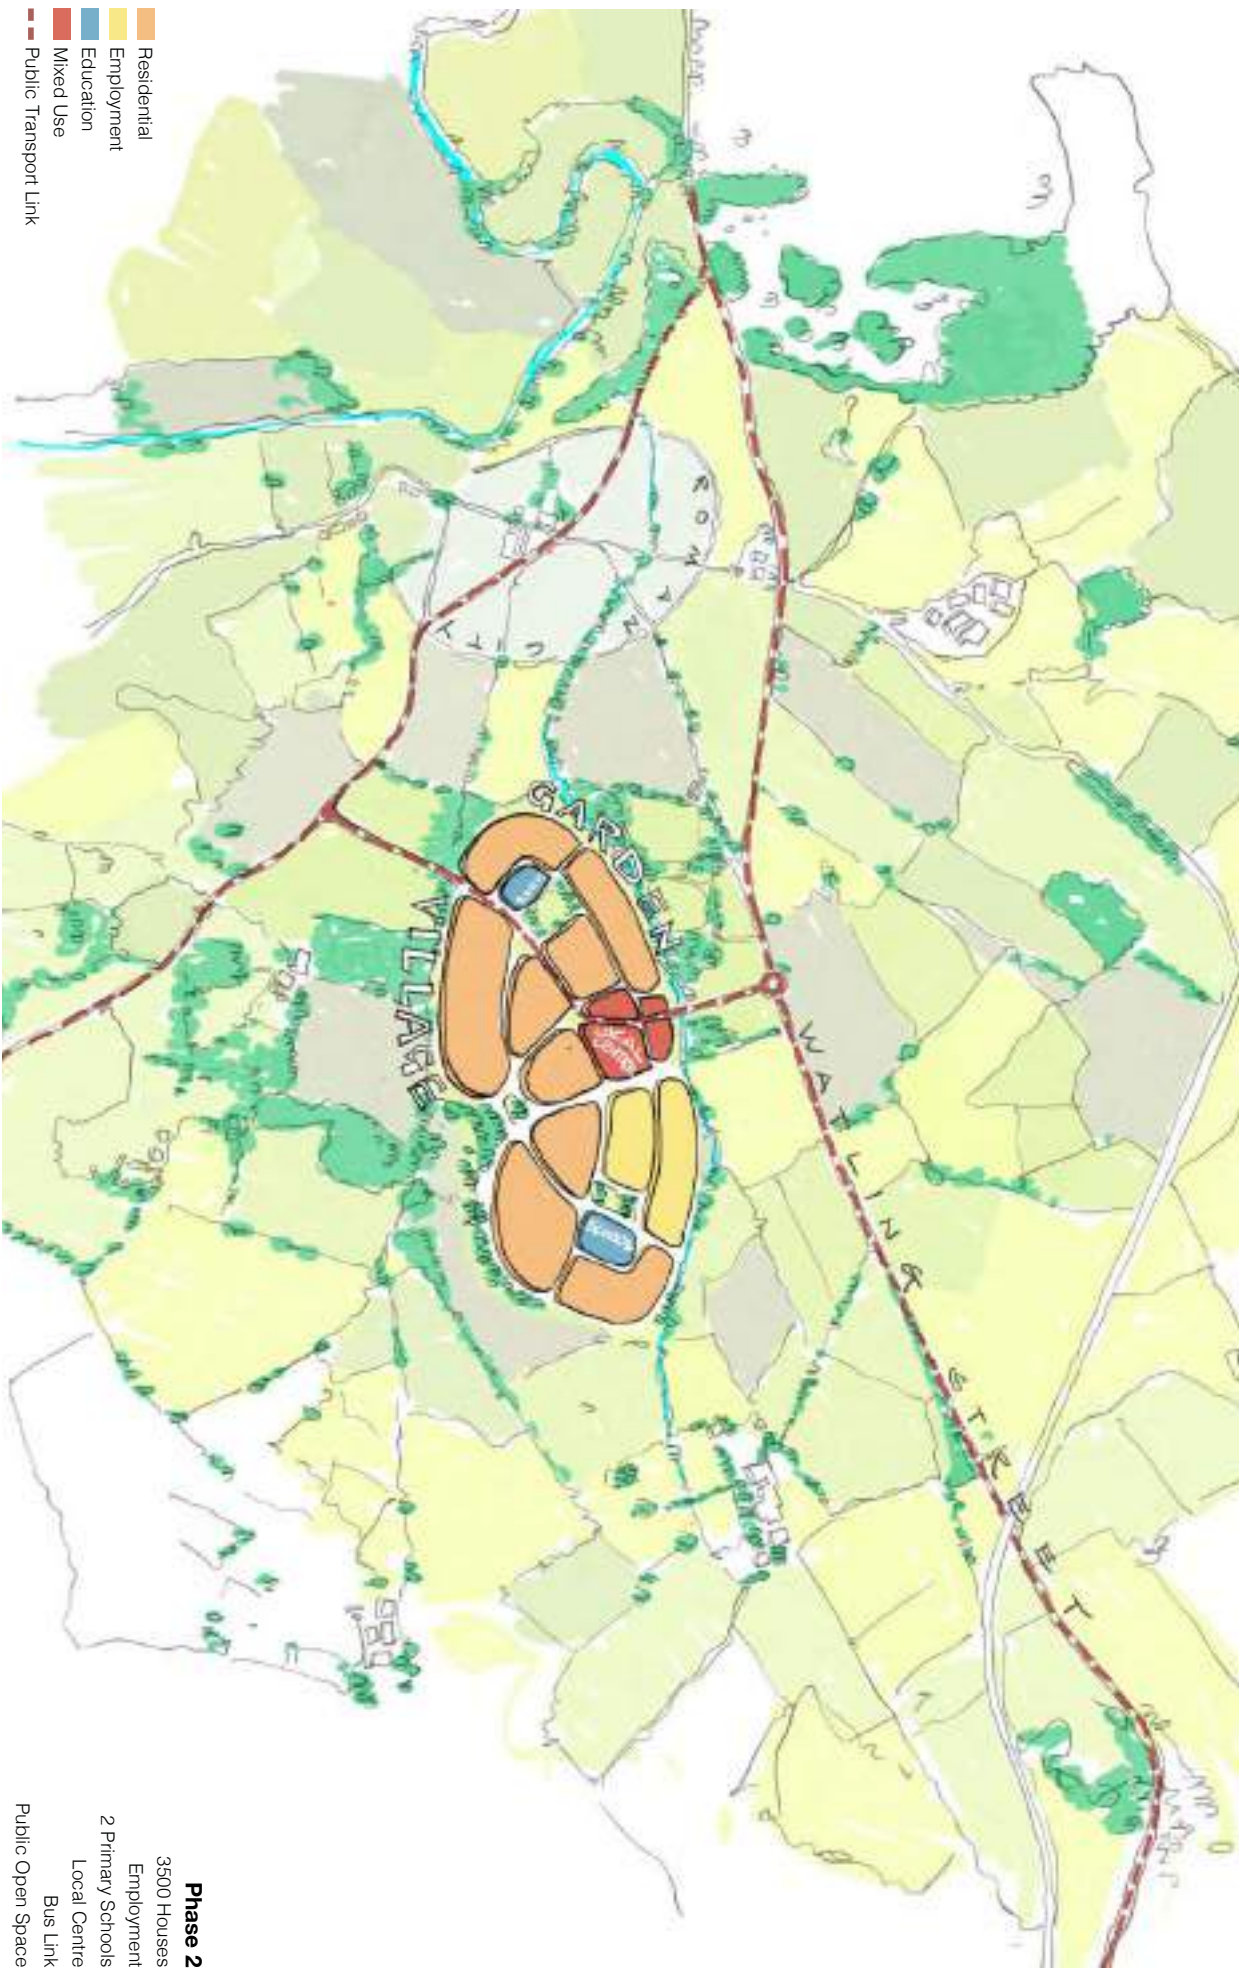 Residential
Employment
Education
Mixed Use
Public Transport Link
ROMAN CITY
GARDEN
VILLAGE
WATLING STREET
Phase 2
3500 Houses
Employment
2 Primary Schools
Local Centre
Bus Link
Public Open Space